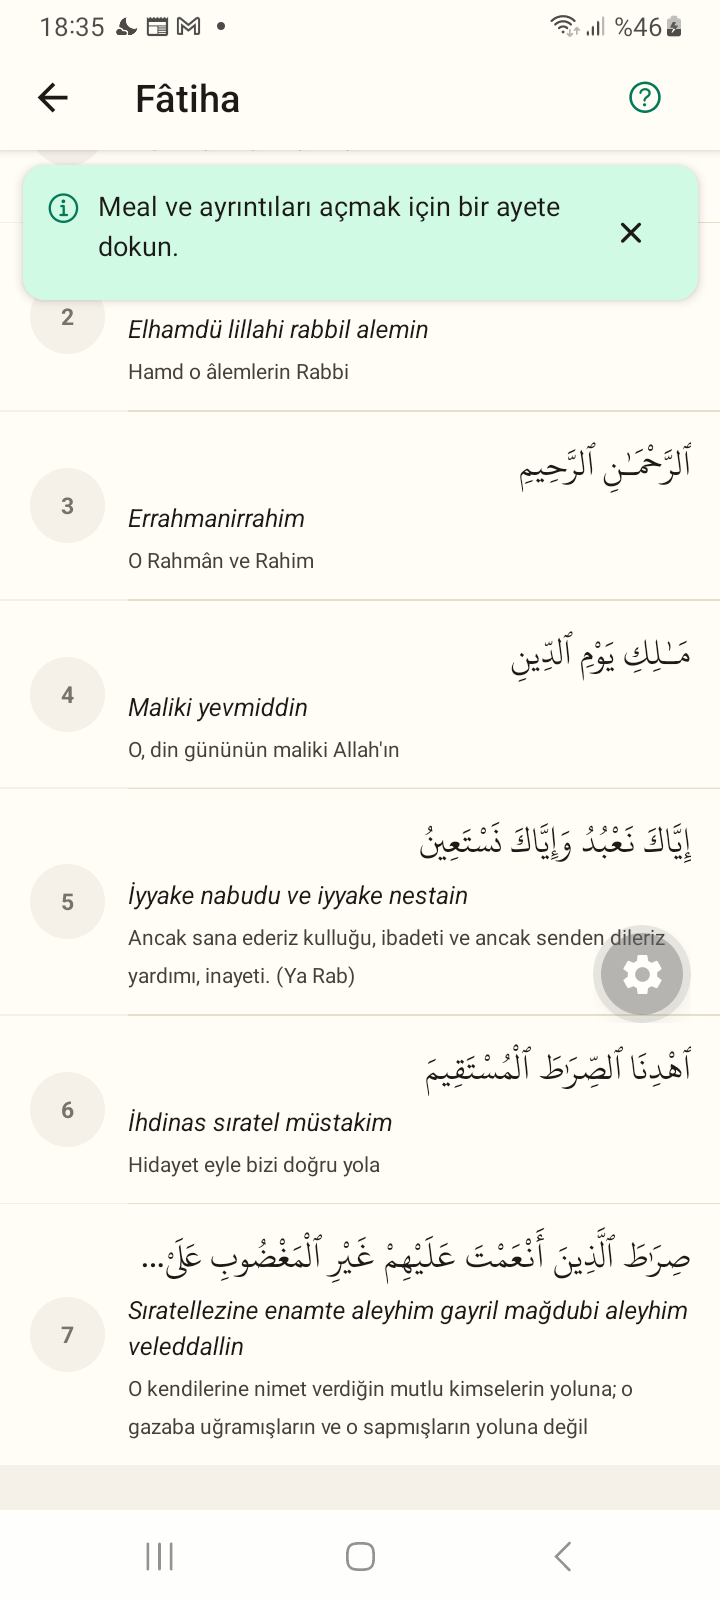 18:35
%46
Fâtiha
Meal ve ayrıntıları açmak için bir ayete
dokun.
2
Elhamdü lillahi rabbil alemin
Hamd o âlemlerin Rabbi
ٱلرَّحْمَـٰنِ ٱلرَّحِيمِ
3
Errahmanirrahim
O Rahmân ve Rahim
مَـٰلِكِ يَوْمِ ٱلدِّينِ
4
Maliki yevmiddin
O, din gününün maliki Allah'ın
إِيَّاكَ نَعْبُدُ وَإِيَّاكَ نَسْتَعِينُ
5
İyyake nabudu ve iyyake nestain
Ancak sana ederiz kulluğu, ibadeti ve ancak senden dileriz
yardımı, inayeti. (Ya Rab)
ٱهْدِنَا ٱلصِّرَٰطَ ٱلْمُسْتَقِيمَ
6
İhdinas sıratel müstakim
Hidayet eyle bizi doğru yola
صِرَٰطَ ٱلَّذِينَ أَنْعَمْتَ عَلَيْهِمْ غَيْرِ ٱلْمَغْضُوبِ عَلَيْ...
7
Sıratellezine enamte aleyhim gayril mağdubi aleyhim
veleddallin
O kendilerine nimet verdiğin mutlu kimselerin yoluna; o
gazaba uğramışların ve o sapmışların yoluna değil